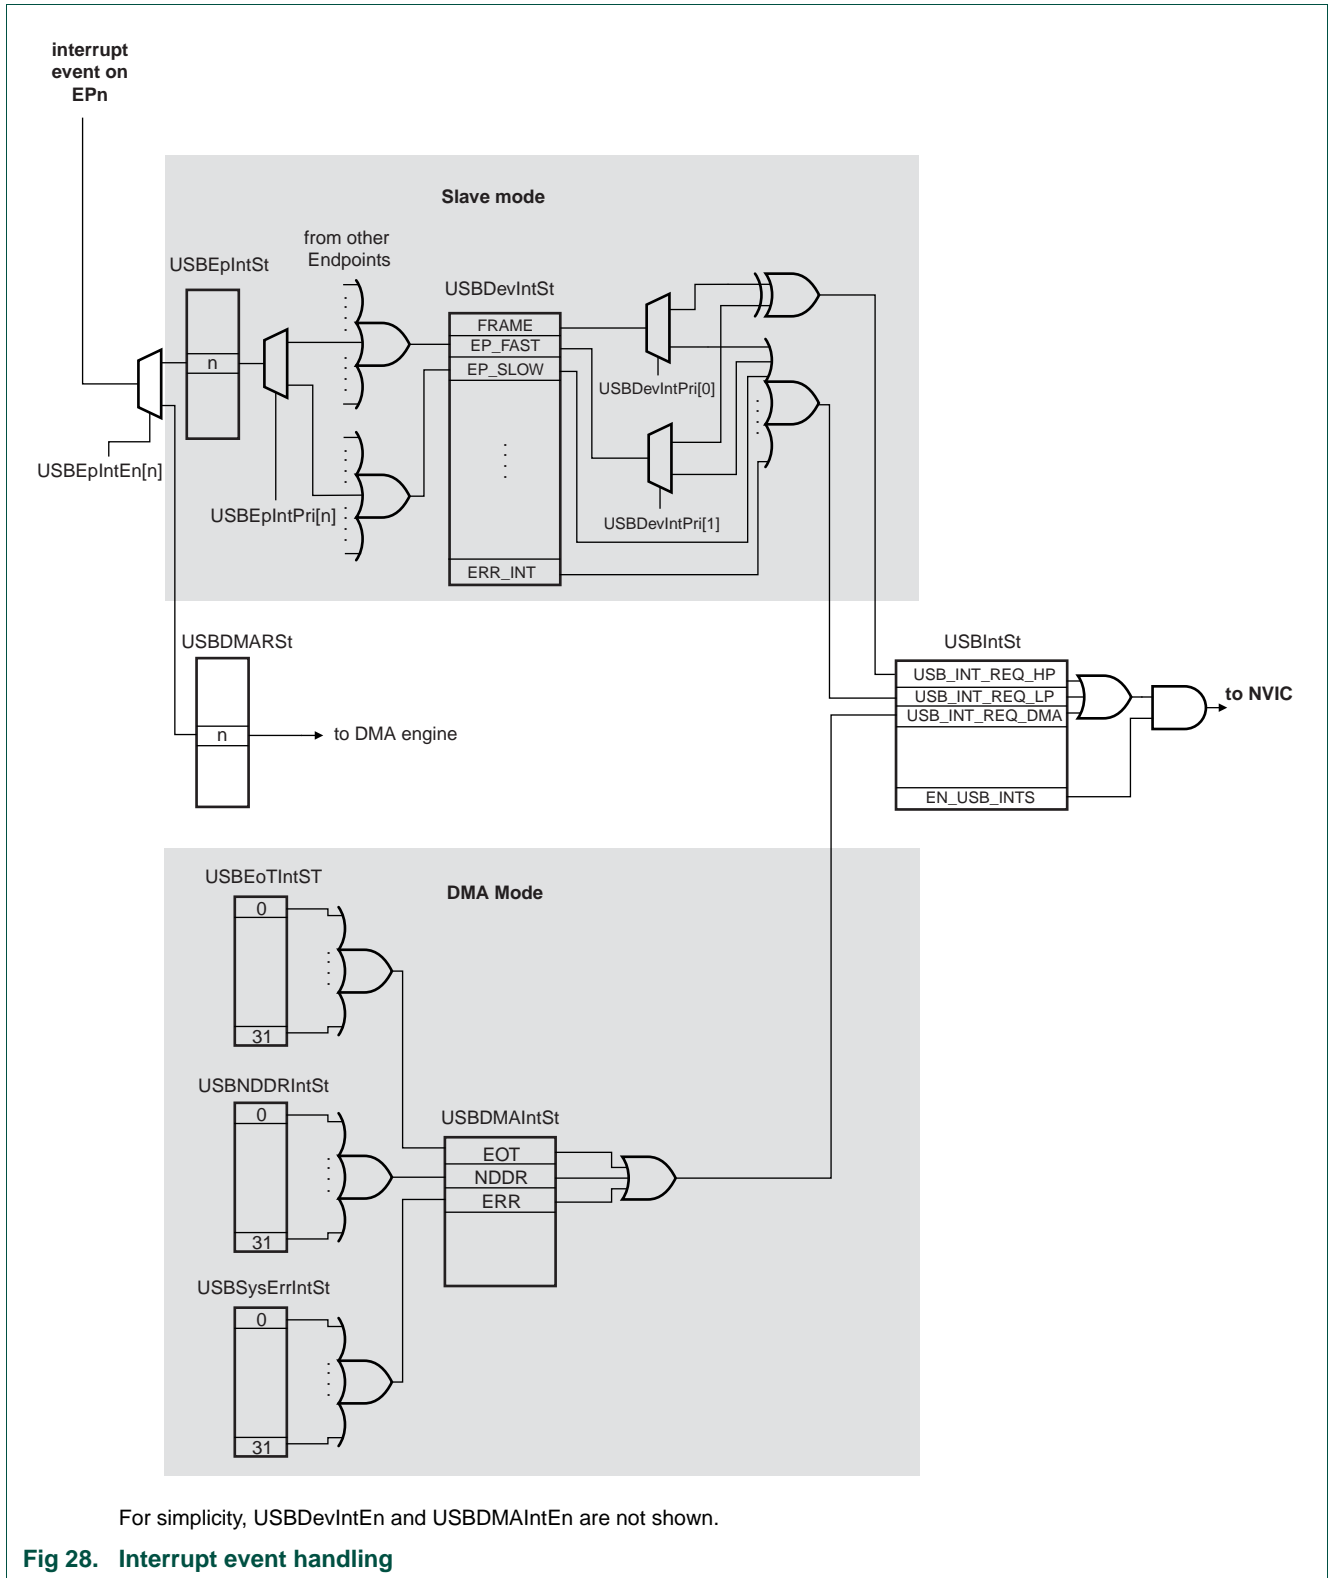 interrupt
event on
EPn
Slave mode
from other
Endpoints
USBEpIntSt
n
USBEpIntEn[n]
USBEpIntPri[n]
USBDevIntSt
FRAME
EP_FAST
EP_SLOW
ERR_INT
USBDevIntPri[0]
USBDevIntPri[1]
USBDMARSt
n
to DMA engine
USBIntSt
USB_INT_REQ_HP
USB_INT_REQ_LP
USB_INT_REQ_DMA
EN_USB_INTS
to NVIC
DMA Mode
USBEoTIntST
0
31
USBNDDRIntSt
0
31
USBSysErrIntSt
0
31
USBDMAIntSt
EOT
NDDR
ERR
For simplicity, USBDevIntEn and USBDMAIntEn are not shown.
Fig 28. Interrupt event handling